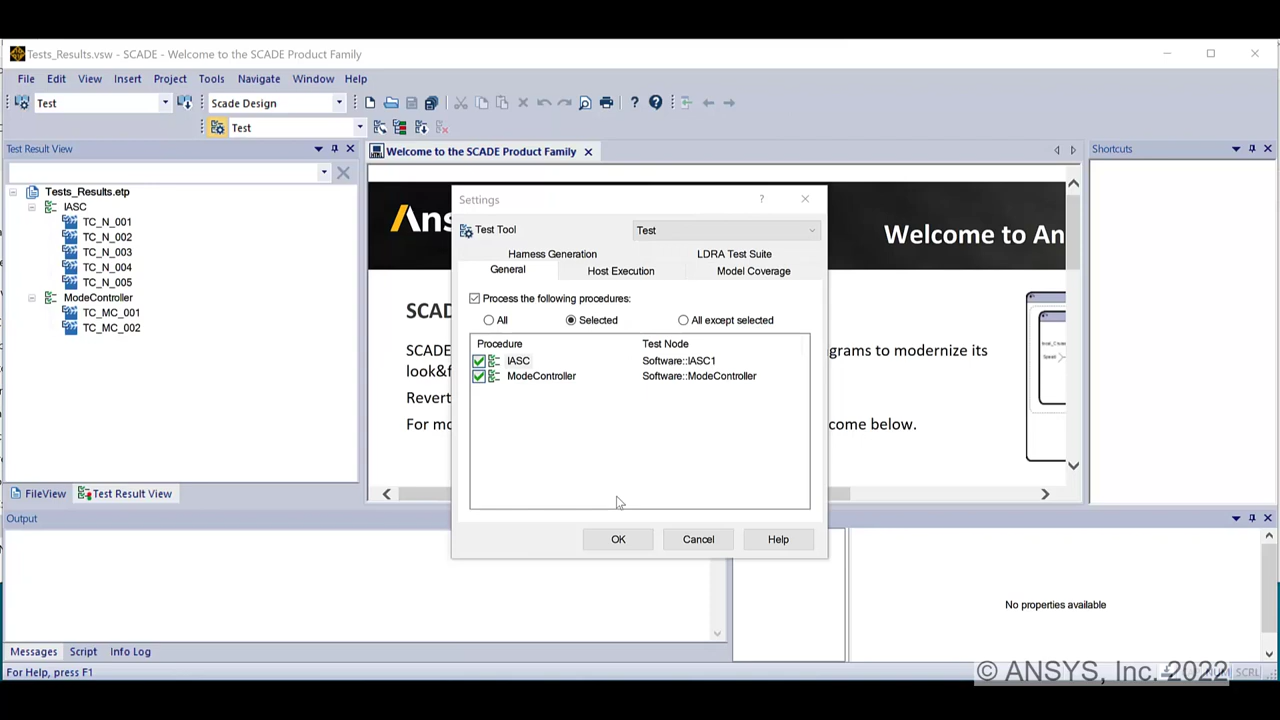 Tests_Results.vsw - SCADE - Welcome to the SCADE Product Family
File Edit View Insert Project Tools Navigate Window Help
Test Scade Design
Test
Test Result View
Welcome to the SCADE Product Family
Shortcuts
Tests_Results.etp
IASC
TC_N_001
TC_N_002
TC_N_003
TC_N_004
TC_N_005
ModeController
TC_MC_001
TC_MC_002
Ans
Welcome to An
SCAD
SCADE
grams to modernize its
look&f
Revert
For mo
come below.
Settings
Test Tool Test
Harness Generation LDRA Test Suite
General Host Execution Model Coverage
Process the following procedures:
All Selected All except selected
Procedure Test Node
IASC Software::IASC1
ModeController Software::ModeController
OK Cancel Help
FileView Test Result View
Output
No properties available
Messages Script Info Log
For Help, press F1
© ANSYS, Inc. 2022
NUM SCRL